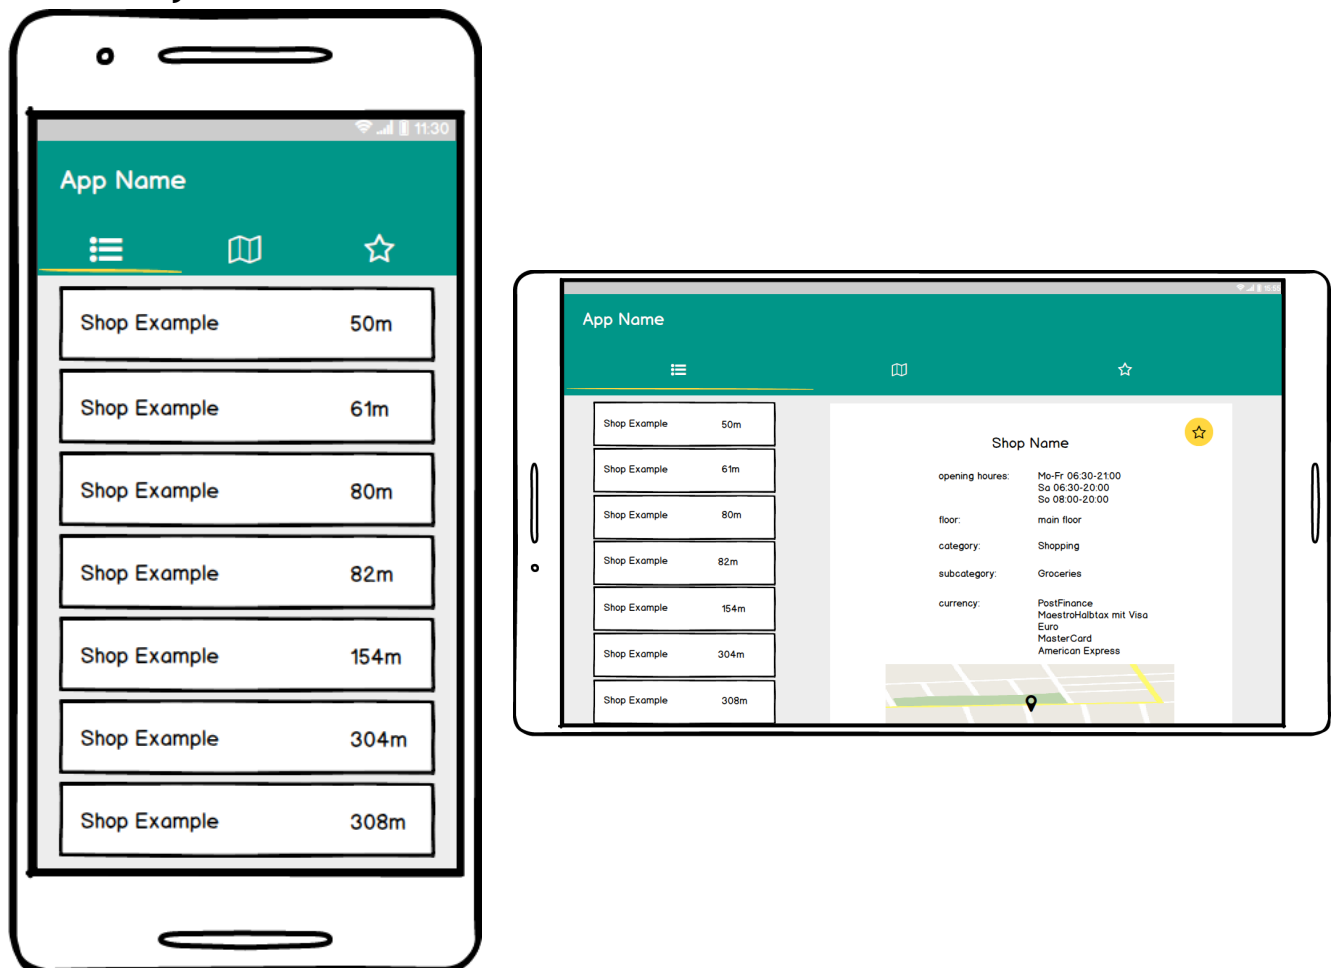 11:30
App Name
Shop Example 50m
Shop Example 61m
Shop Example 80m
Shop Example 82m
Shop Example 154m
Shop Example 304m
Shop Example 308m
App Name
Shop Example 50m
Shop Example 61m
Shop Example 80m
Shop Example 82m
Shop Example 154m
Shop Example 304m
Shop Example 308m
Shop Name
opening houres: Mo-Fr 06:30-21:00
Sa 06:30-20:00
So 08:00-20:00
floor: main floor
category: Shopping
subcategory: Groceries
currency: PostFinance
MaestroHalbtax mit Visa
Euro
MasterCard
American Express